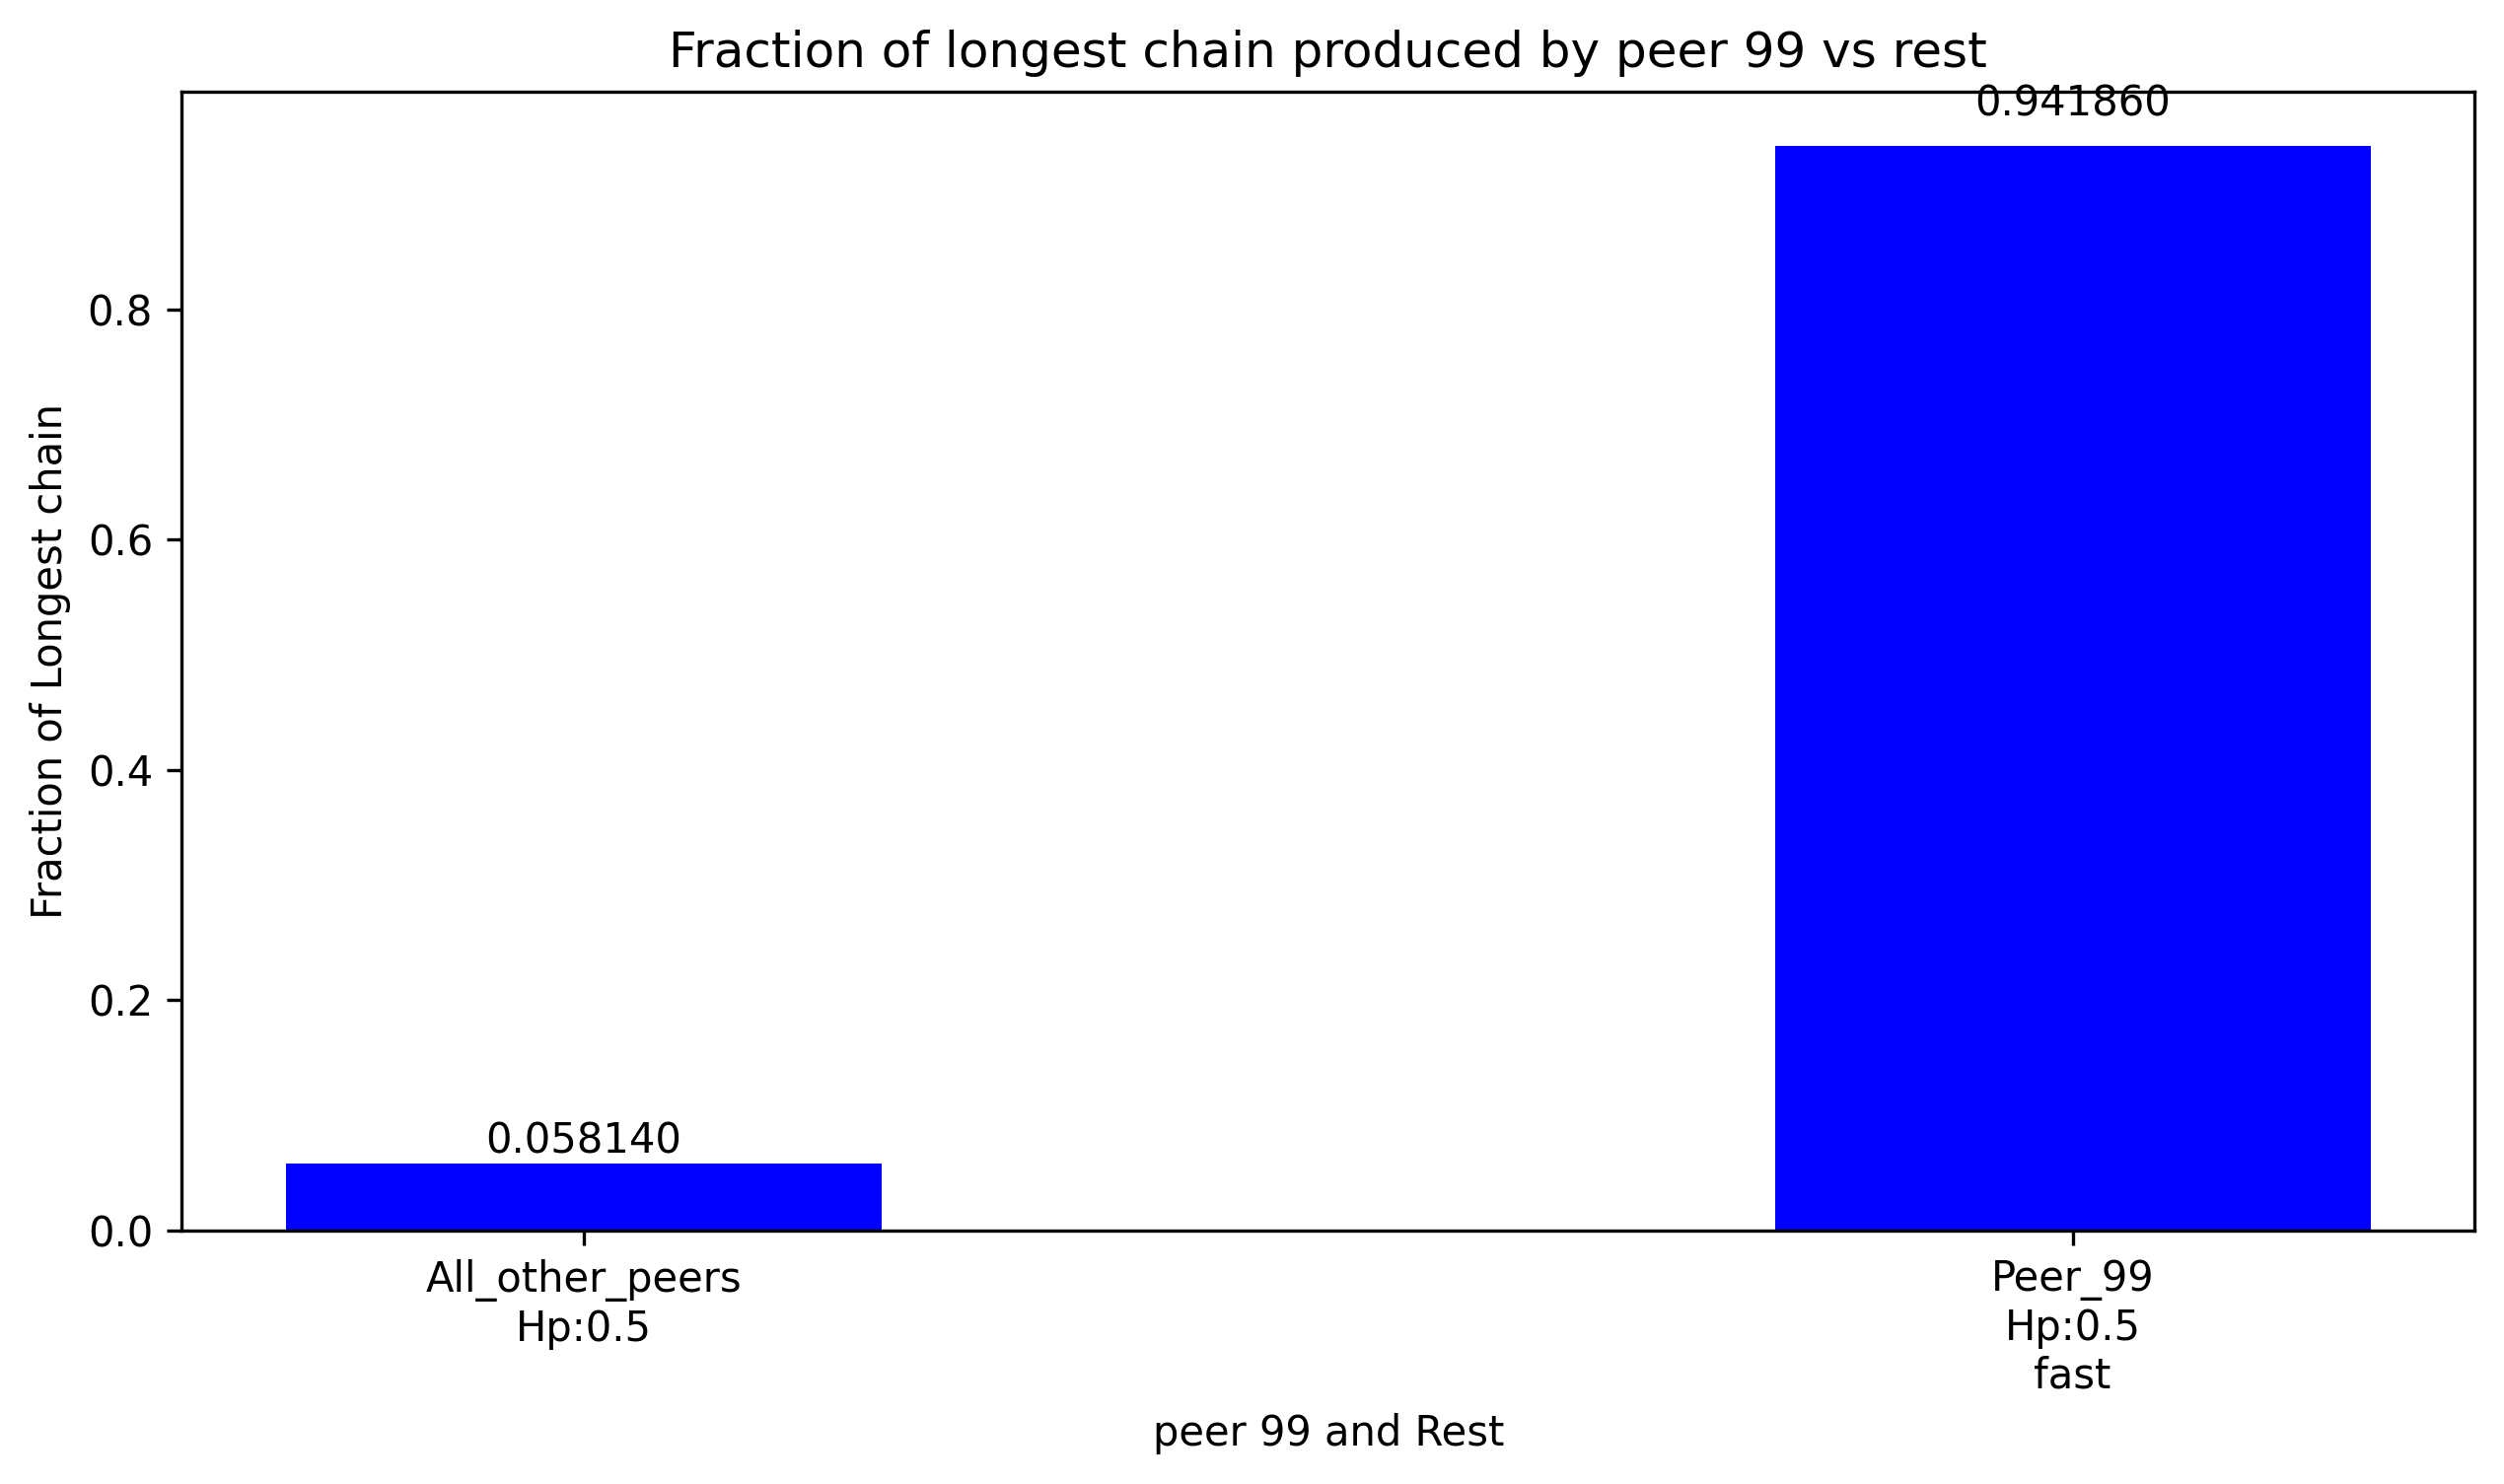 Fraction of longest chain produced by peer 99 vs rest
0.941860
0.8
0.6
0.4
0.2
0.0
Fraction of Longest chain
0.058140
All_other_peers
Hp:0.5
Peer_99
Hp:0.5
fast
peer 99 and Rest